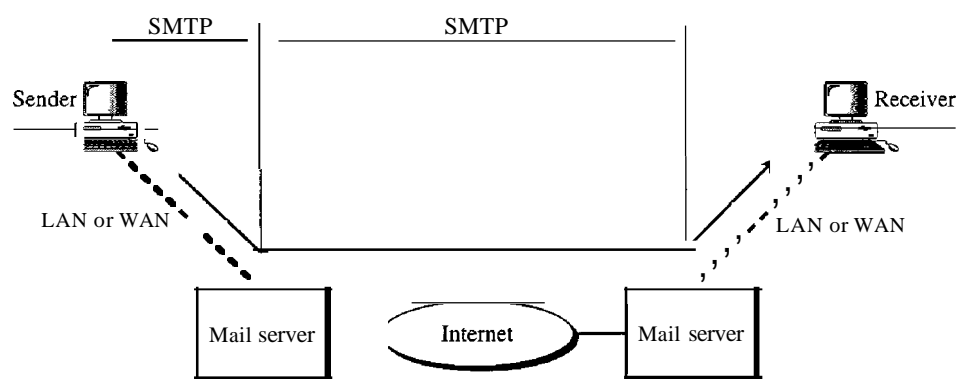 SMTP SMTP
Sender Receiver
LAN or WAN LAN or WAN
Mail server Internet Mail server